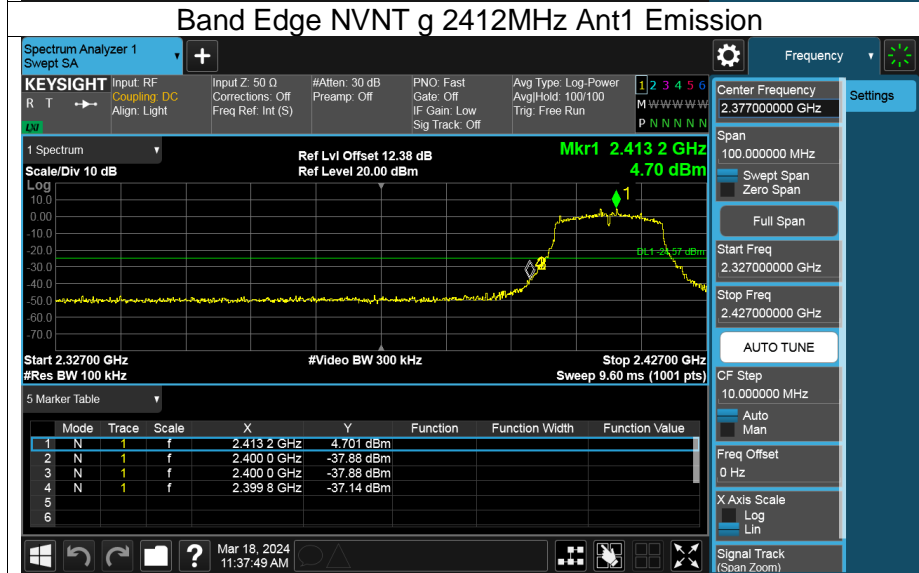 Band Edge NVNT g 2412MHz Ant1 Emission
Spectrum Analyzer 1
Swept SA
+
Frequency
KEYSIGHT
R T
LXI
Input: RF
Coupling: DC
Align: Light
Input Z: 50 Ω
Corrections: Off
Freq Ref: Int (S)
#Atten: 30 dB
Preamp: Off
PNO: Fast
Gate: Off
IF Gain: Low
Sig Track: Off
Avg Type: Log-Power
Avg|Hold: 100/100
Trig: Free Run
1 2 3 4 5 6
M W W W W W
P N N N N N
1 Spectrum
Scale/Div 10 dB
Ref Lvl Offset 12.38 dB
Ref Level 20.00 dBm
Mkr1 2.413 2 GHz
4.70 dBm
Log
10.0
0.00
-10.0
-20.0
-30.0
-40.0
-50.0
-60.0
-70.0
1
DL1 -24.57 dBm
Start 2.32700 GHz
#Res BW 100 kHz
#Video BW 300 kHz
Stop 2.42700 GHz
Sweep 9.60 ms (1001 pts)
5 Marker Table
Mode Trace Scale X Y Function Function Width Function Value
1 N 1 f 2.413 2 GHz 4.701 dBm
2 N 1 f 2.400 0 GHz -37.88 dBm
3 N 1 f 2.400 0 GHz -37.88 dBm
4 N 1 f 2.399 8 GHz -37.14 dBm
5
6
?
Mar 18, 2024
11:37:49 AM
Center Frequency
2.377000000 GHz
Span
100.000000 MHz
Swept Span
Zero Span
Full Span
Start Freq
2.327000000 GHz
Stop Freq
2.427000000 GHz
AUTO TUNE
CF Step
10.000000 MHz
Auto
Man
Freq Offset
0 Hz
X Axis Scale
Log
Lin
Signal Track
(Span Zoom)
Settings